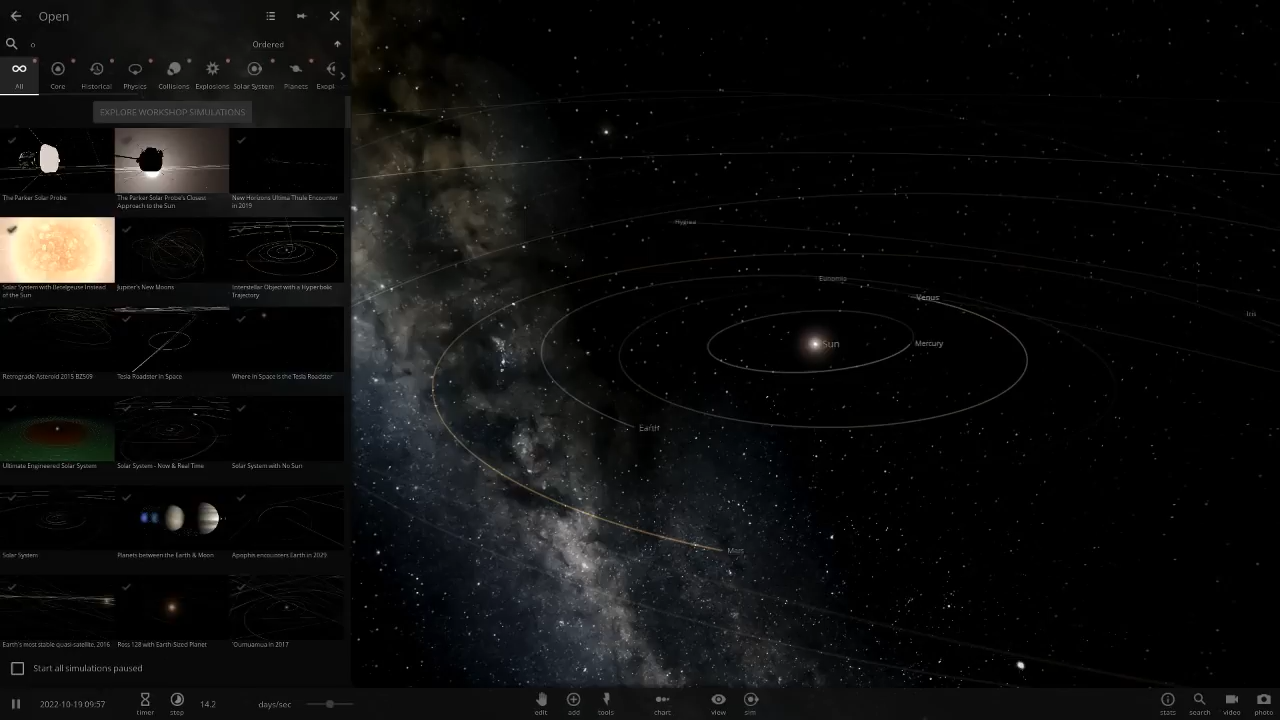 Open
o
Ordered
All
Core
Historical
Physics
Collisions
Explosions
Solar System
Planets
Exopl
EXPLORE WORKSHOP SIMULATIONS
The Parker Solar Probe
The Parker Solar Probe's Closest
Approach to the Sun
New Horizons Ultima Thule Encounter
in 2019
Solar System with Betelgeuse Instead
of the Sun
Jupiter's New Moons
Interstellar Object with a Hyperbolic
Trajectory
Retrograde Asteroid 2015 BZ509
Tesla Roadster in Space
Where in Space is the Tesla Roadster
Ultimate Engineered Solar System
Solar System - Now & Real Time
Solar System with No Sun
Solar System
Planets between the Earth & Moon
Apophis encounters Earth in 2029
Earth's most stable quasi-satellite, 2016
Ross 128 with Earth-Sized Planet
'Oumuamua in 2017
Start all simulations paused
Hygiea
Eunomia
Venus
Iris
Sun
Mercury
Earth
Mars
2022-10-19 09:57
timer
step
14.2
days/sec
edit
add
tools
chart
view
sim
stats
search
video
photo